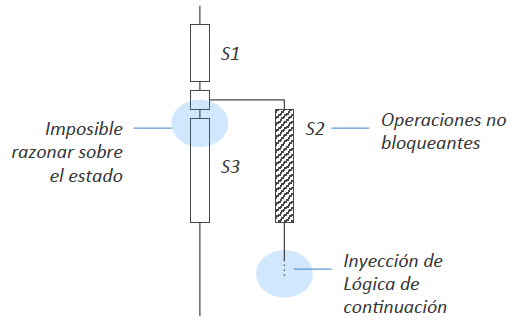 S1
Imposible
razonar sobre
el estado
S2
Operaciones no
bloqueantes
S3
Inyección de
Lógica de
continuación